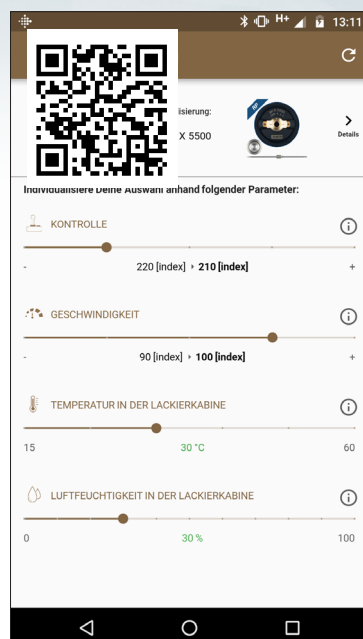 H+ 13:11
isierung:
X 5500
Details
Individualisiere Deine Auswahl anhand folgender Parameter:
KONTROLLE
- 220 [index] ‣ 210 [index] +
GESCHWINDIGKEIT
- 90 [index] ‣ 100 [index] +
TEMPERATUR IN DER LACKIERKABINE
15 30 °C 60
LUFTFEUCHTIGKEIT IN DER LACKIERKABINE
0 30 % 100